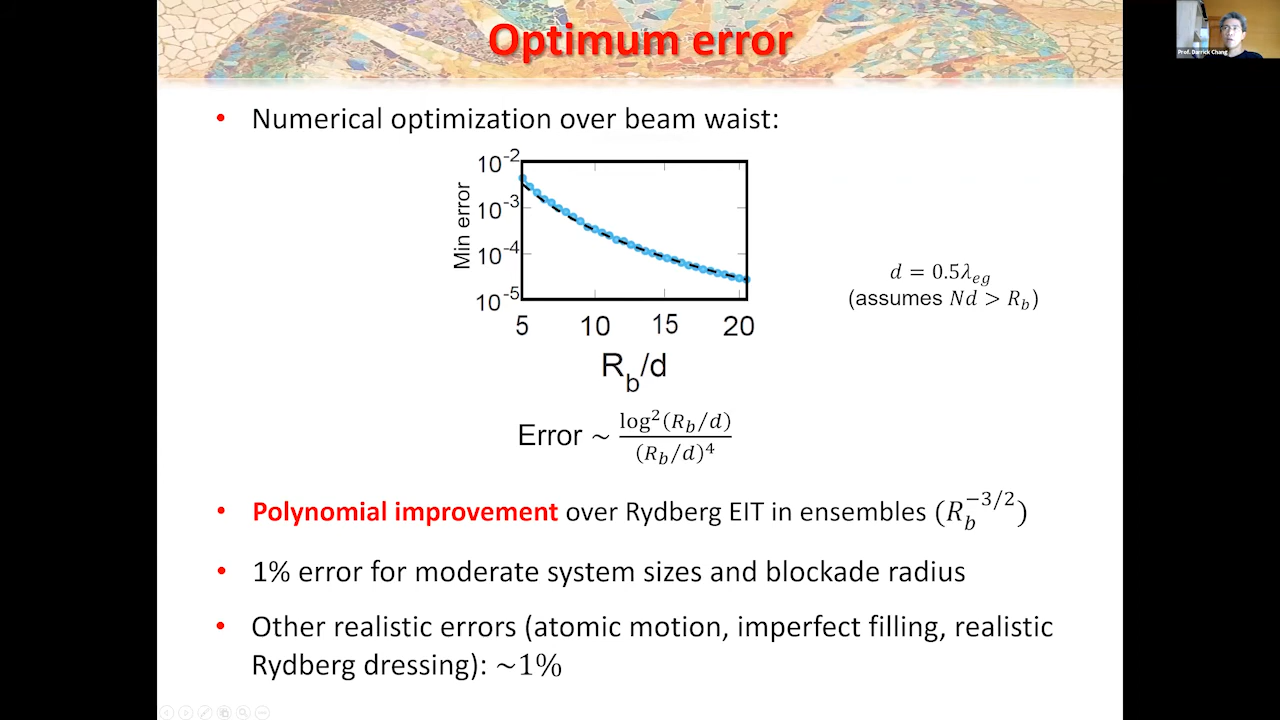 Optimum error
Prof. Darrick Chang
• Numerical optimization over beam waist:
10⁻²
10⁻³
10⁻⁴
10⁻⁵
Min error
5 10 15 20
R_b/d
d = 0.5λ_eg
(assumes Nd > R_b)
Error ~ log²(R_b/d) / (R_b/d)⁴
• Polynomial improvement over Rydberg EIT in ensembles (R_b^{−3/2})
• 1% error for moderate system sizes and blockade radius
• Other realistic errors (atomic motion, imperfect filling, realistic
Rydberg dressing): ~1%